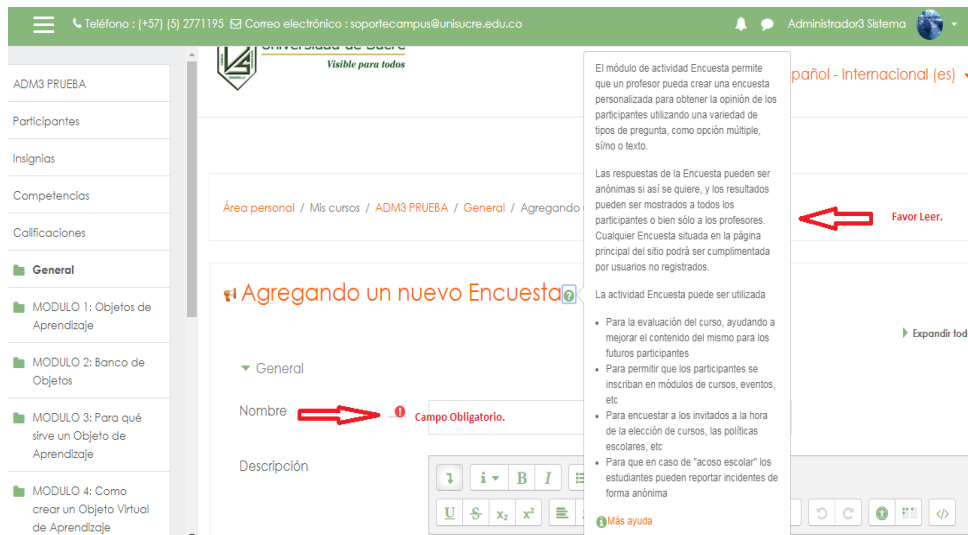 Teléfono : (+57) (5) 2771195 Correo electrónico : soportecampus@unisucre.edu.co
Administrador3 Sistema
Universidad de Sucre
Visible para todos
pañol - Internacional (es)
ADM3 PRUEBA
Participantes
Insignias
Competencias
Calificaciones
General
MODULO 1: Objetos de
Aprendizaje
MODULO 2: Banco de
Objetos
MODULO 3: Para qué
sirve un Objeto de
Aprendizaje
MODULO 4: Como
crear un Objeto Virtual
de Aprendizaje
Área personal / Mis cursos / ADM3 PRUEBA / General / Agregando
Agregando un nuevo Encuesta
Expandir tod
General
Nombre
Campo Obligatorio.
Descripción
i B I
U S x₂ x²
El módulo de actividad Encuesta permite
que un profesor pueda crear una encuesta
personalizada para obtener la opinión de los
participantes utilizando una variedad de
tipos de pregunta, como opción múltiple,
sí/no o texto.
Las respuestas de la Encuesta pueden ser
anónimas si así se quiere, y los resultados
pueden ser mostrados a todos los
participantes o bien sólo a los profesores.
Cualquier Encuesta situada en la página
principal del sitio podrá ser cumplimentada
por usuarios no registrados.
La actividad Encuesta puede ser utilizada
• Para la evaluación del curso, ayudando a
mejorar el contenido del mismo para los
futuros participantes
• Para permitir que los participantes se
inscriban en módulos de cursos, eventos,
etc
• Para encuestar a los invitados a la hora
de la elección de cursos, las políticas
escolares, etc
• Para que en caso de "acoso escolar" los
estudiantes pueden reportar incidentes de
forma anónima
Más ayuda
Favor Leer.